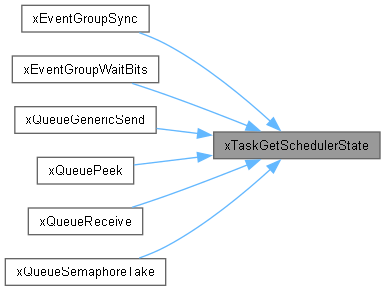 xEventGroupSync
xEventGroupWaitBits
xQueueGenericSend
xTaskGetSchedulerState
xQueuePeek
xQueueReceive
xQueueSemaphoreTake